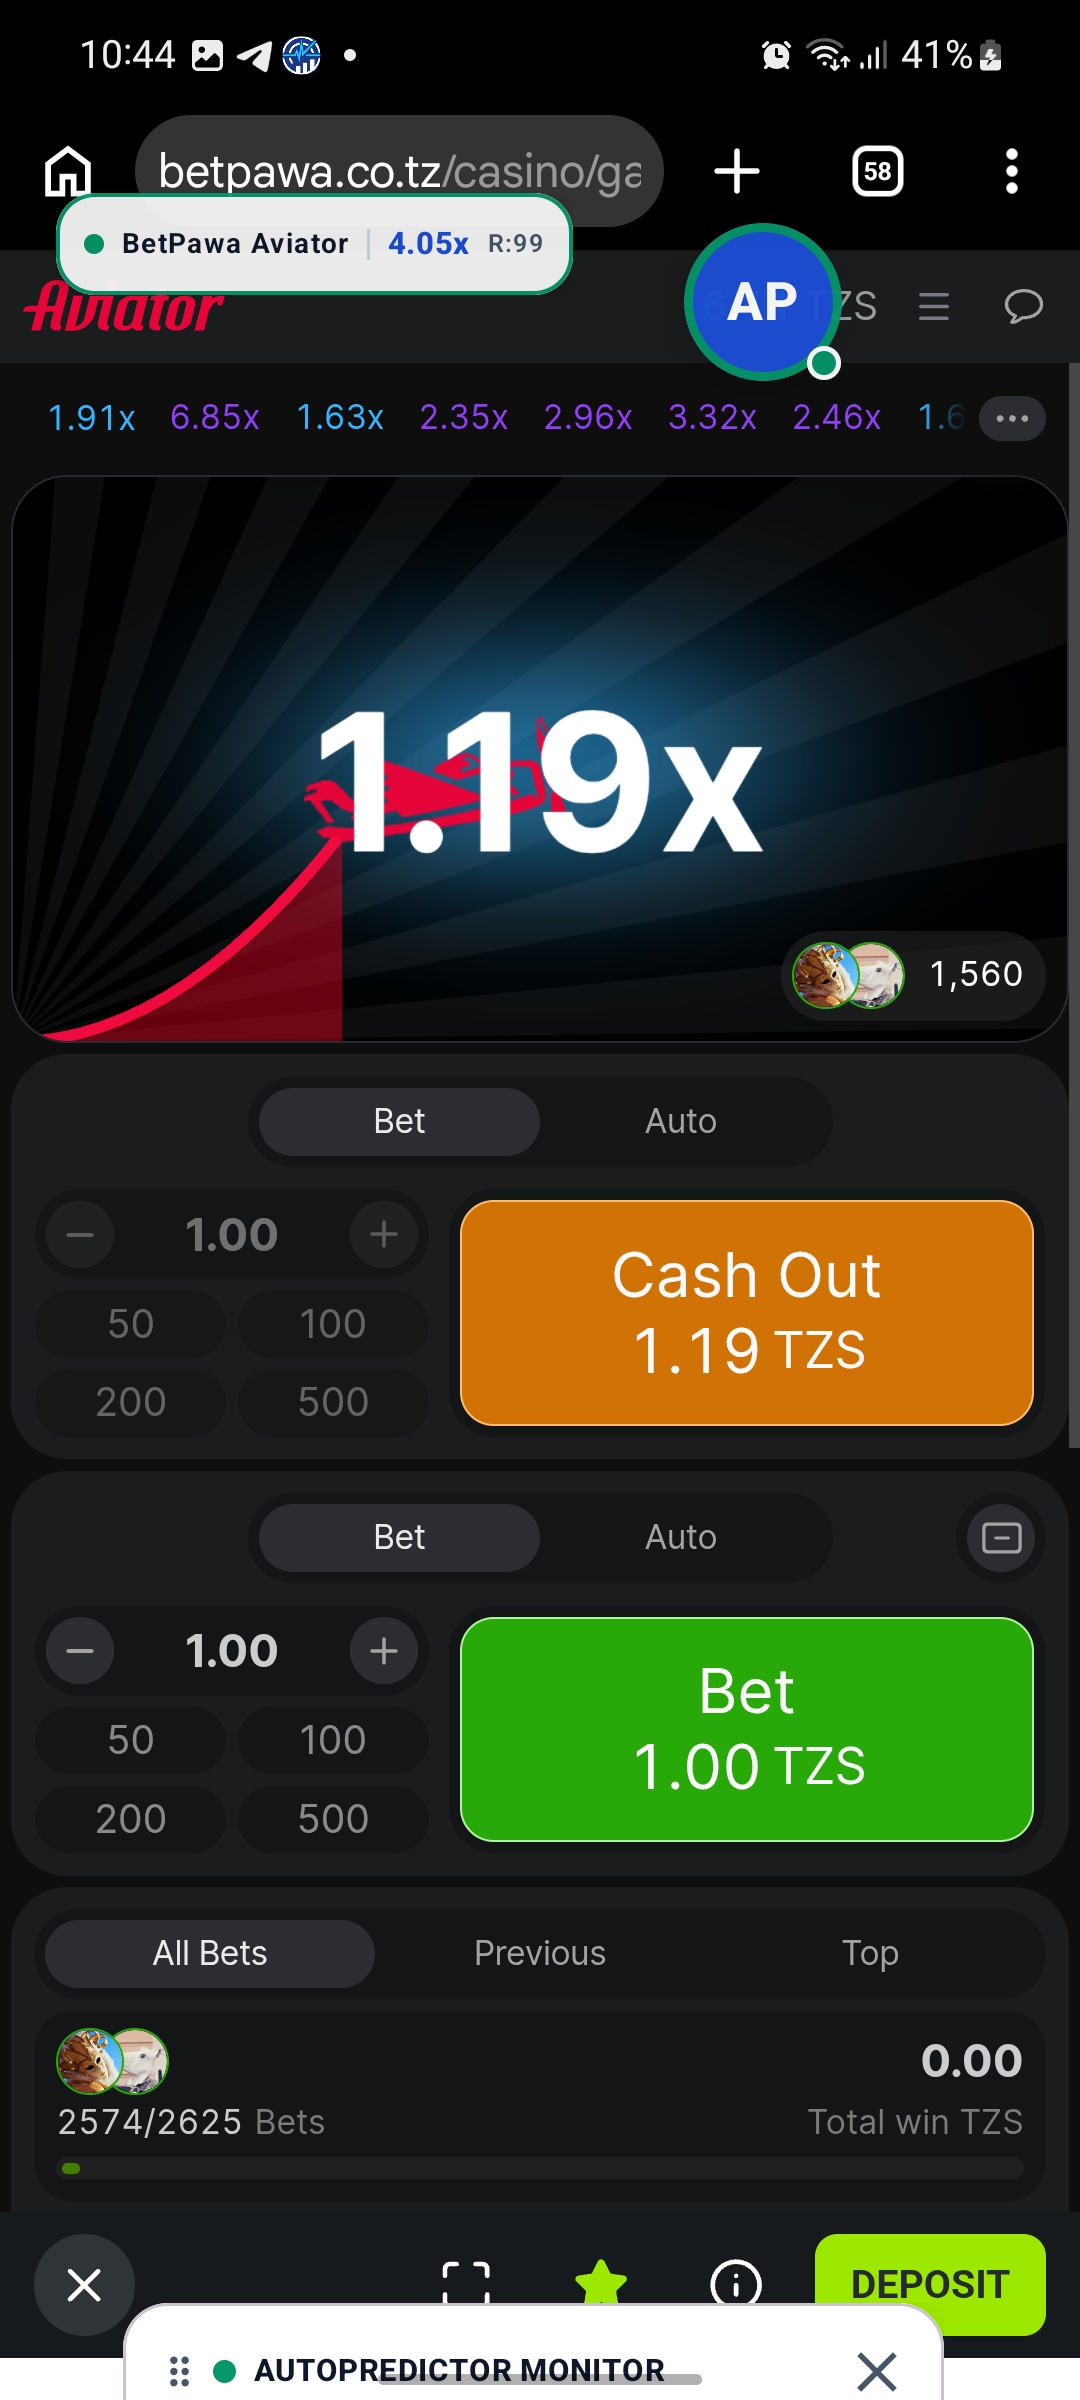 10:44 41%
betpawa.co.tz/casino/ga 58
BetPawa Aviator 4.05x R:99
Aviator AP TZS
1.91x 6.85x 1.63x 2.35x 2.96x 3.32x 2.46x 1.6
1.19x
1,560
Bet Auto
1.00
50 100
200 500
Cash Out
1.19 TZS
Bet Auto
1.00
50 100
200 500
Bet
1.00 TZS
All Bets Previous Top
0.00
2574/2625 Bets Total win TZS
DEPOSIT
AUTOPREDICTOR MONITOR